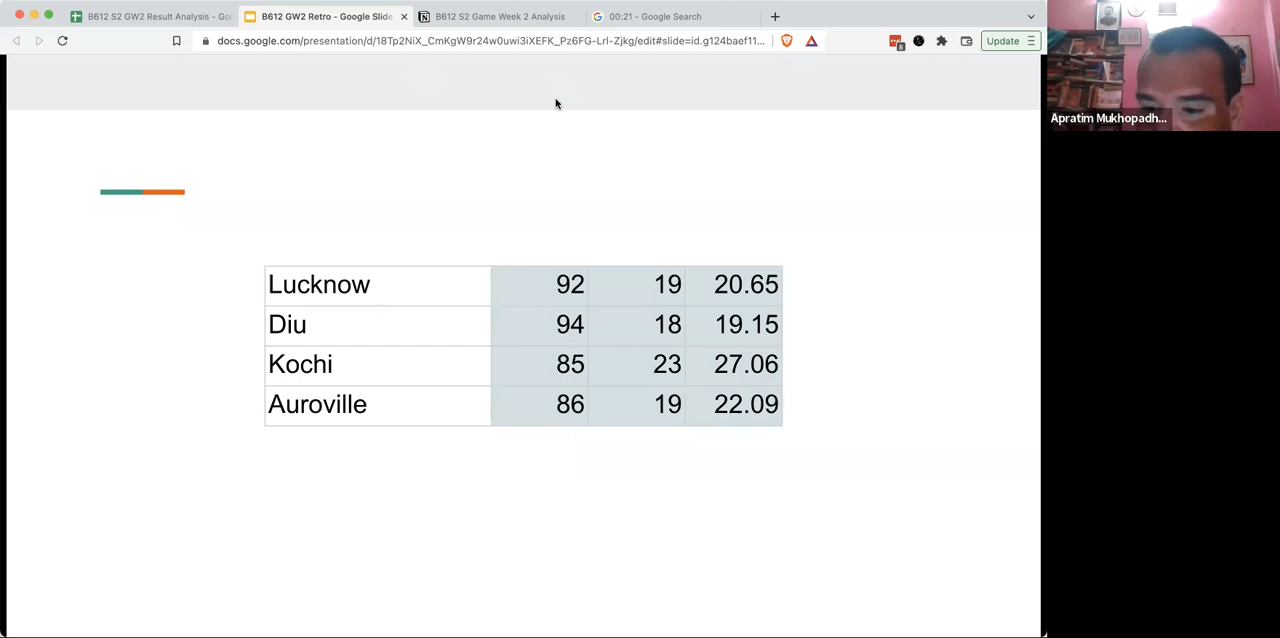 B612 S2 GW2 Result Analysis - Go
B612 GW2 Retro - Google Slide
B612 S2 Game Week 2 Analysis
00:21 - Google Search
docs.google.com/presentation/d/18Tp2NiX_CmKgW9r24w0uwi3iXEFK_Pz6FG-LrI-Zjkg/edit#slide=id.g124baef11...
Update
Apratim Mukhopadh...
Lucknow 92 19 20.65
Diu 94 18 19.15
Kochi 85 23 27.06
Auroville 86 19 22.09